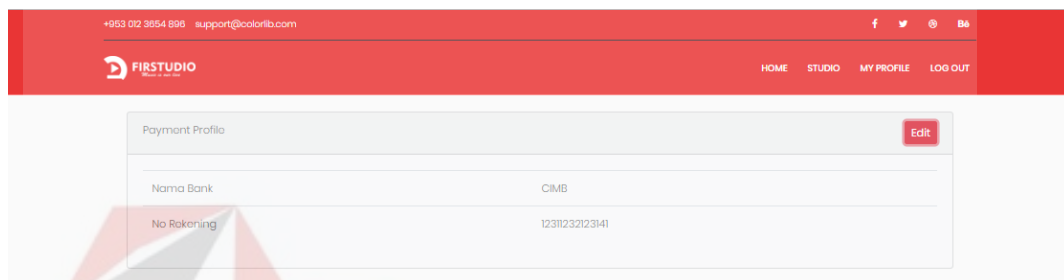 +953 012 3654 896 support@colorlib.com
f Bē
FIRSTUDIO
HOME STUDIO MY PROFILE LOG OUT
Payment Profile
Edit
Nama Bank CIMB
No Rekening 12311232123141